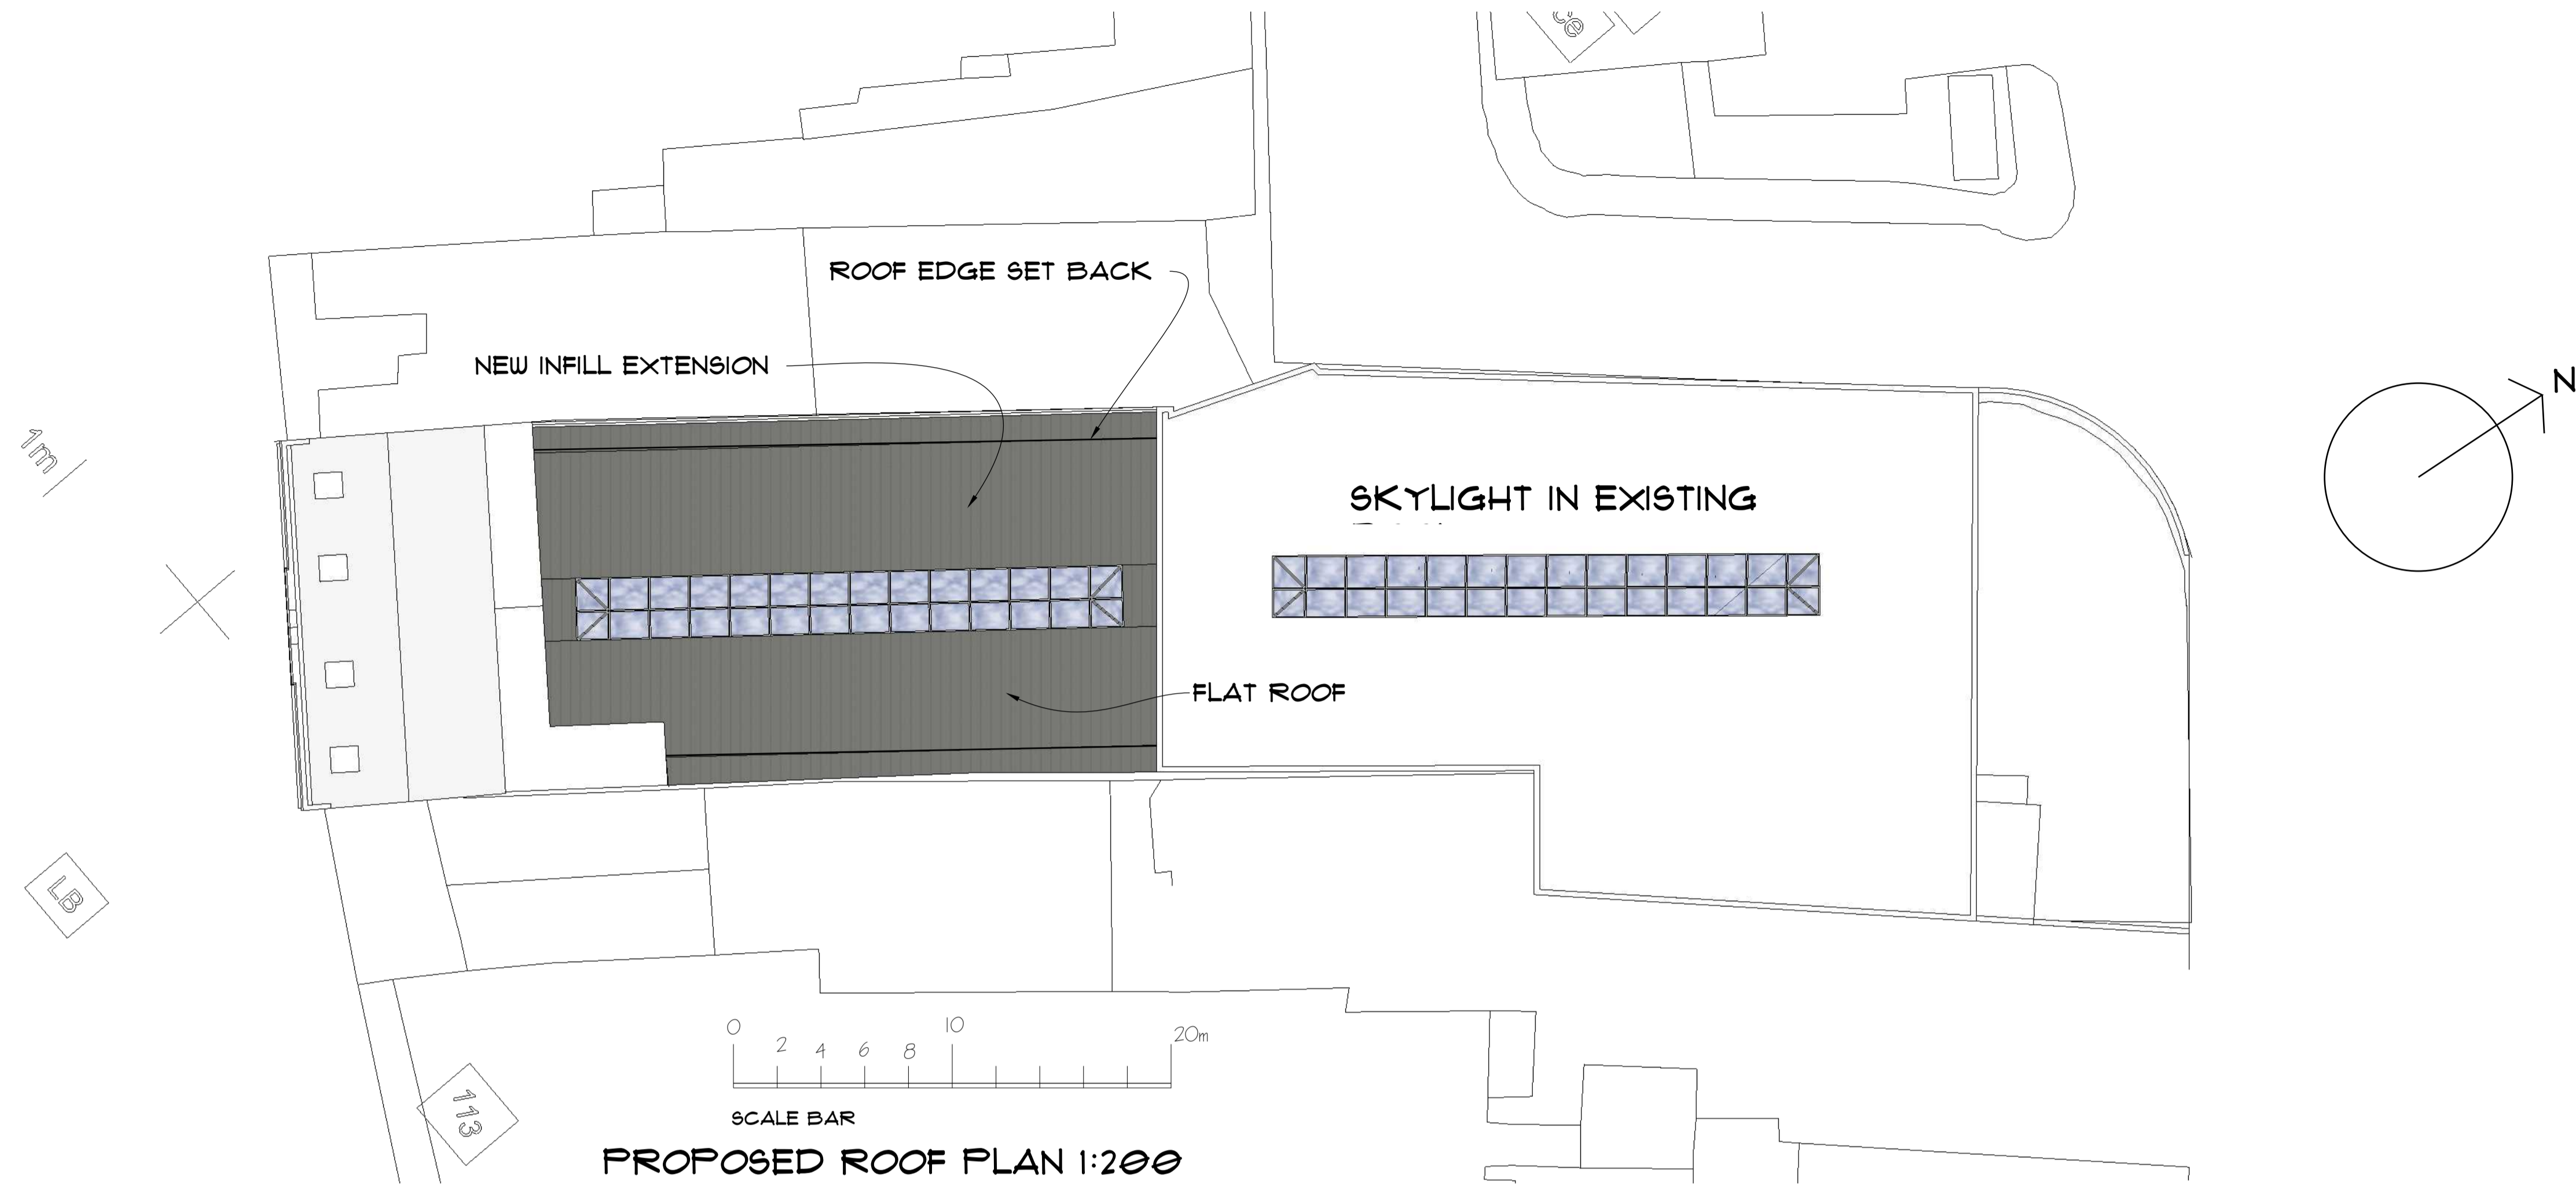 ce
ROOF EDGE SET BACK
N
NEW INFILL EXTENSION
1m
SKYLIGHT IN EXISTING
FLAT ROOF
LB
0 2 4 6 8 10 20m
113
SCALE BAR
PROPOSED ROOF PLAN 1:200